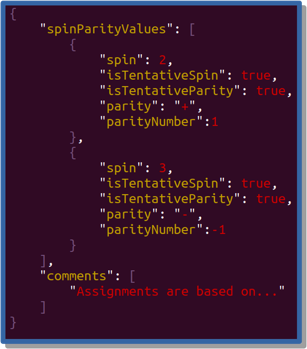 {
"spinParityValues": [
{
"spin": 2,
"isTentativeSpin": true,
"isTentativeParity": true,
"parity": "+",
"parityNumber":1
},
{
"spin": 3,
"isTentativeSpin": true,
"isTentativeParity": true,
"parity": "-",
"parityNumber":-1
}
],
"comments": [
"Assignments are based on..."
]
}